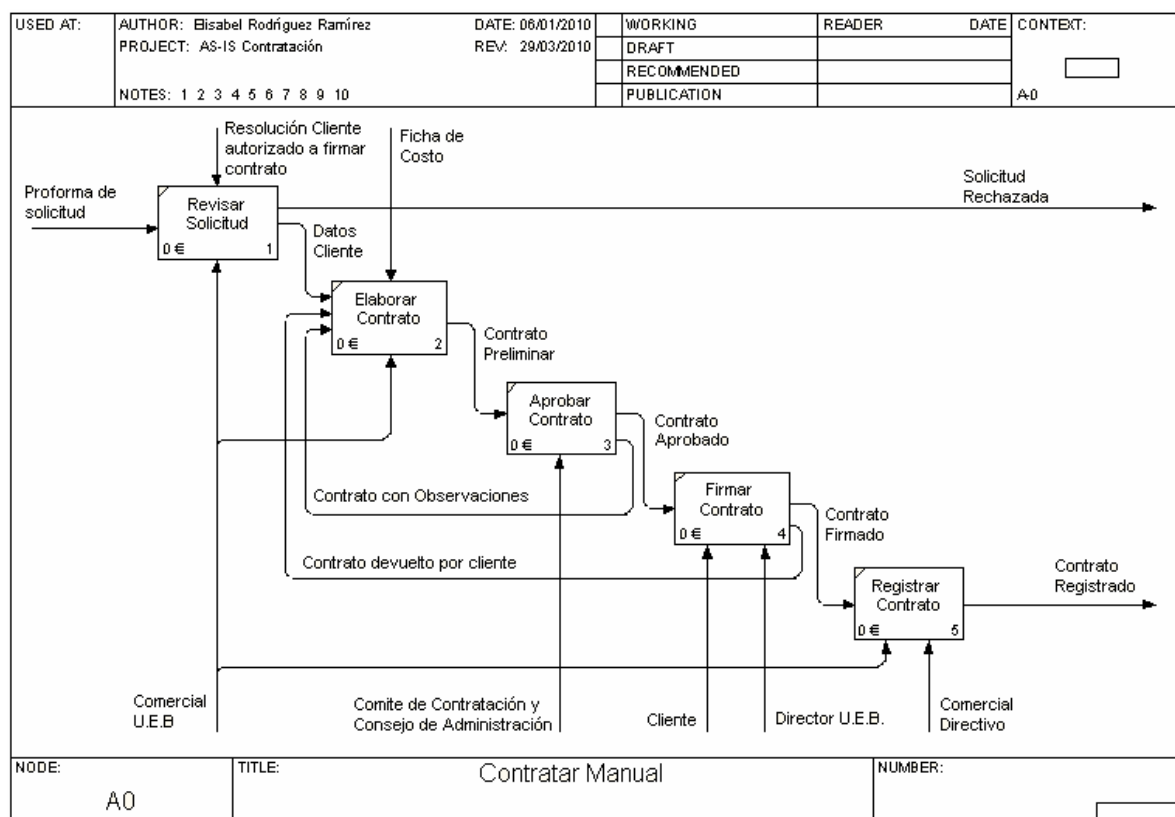 USED AT:
AUTHOR: Elisabel Rodríguez Ramírez
DATE: 06/01/2010
PROJECT: AS-IS Contratación
REV: 29/03/2010
NOTES: 1 2 3 4 5 6 7 8 9 10
WORKING
DRAFT
RECOMMENDED
PUBLICATION
READER
DATE
CONTEXT:
A-0
Resolución Cliente
autorizado a firmar
contrato
Ficha de
Costo
Proforma de
solicitud
Revisar
Solicitud
0 €
1
Solicitud
Rechazada
Datos
Cliente
Elaborar
Contrato
0 €
2
Contrato
Preliminar
Aprobar
Contrato
0 €
3
Contrato
Aprobado
Contrato con Observaciones
Firmar
Contrato
0 €
4
Contrato
Firmado
Contrato devuelto por cliente
Registrar
Contrato
0 €
5
Contrato
Registrado
Comercial
U.E.B
Comite de Contratación y
Consejo de Administración
Cliente
Director U.E.B.
Comercial
Directivo
NODE:
A0
TITLE:
Contratar Manual
NUMBER: